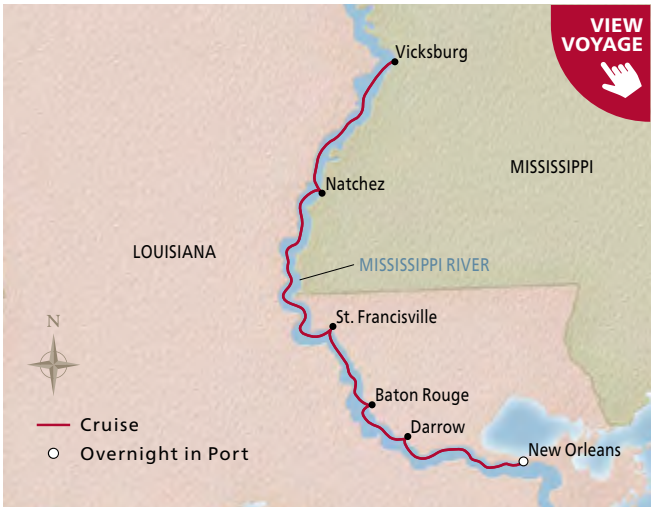 VIEW
VOYAGE
Vicksburg
MISSISSIPPI
Natchez
LOUISIANA
MISSISSIPPI RIVER
N
St. Francisville
Baton Rouge
Darrow
New Orleans
Cruise
Overnight in Port